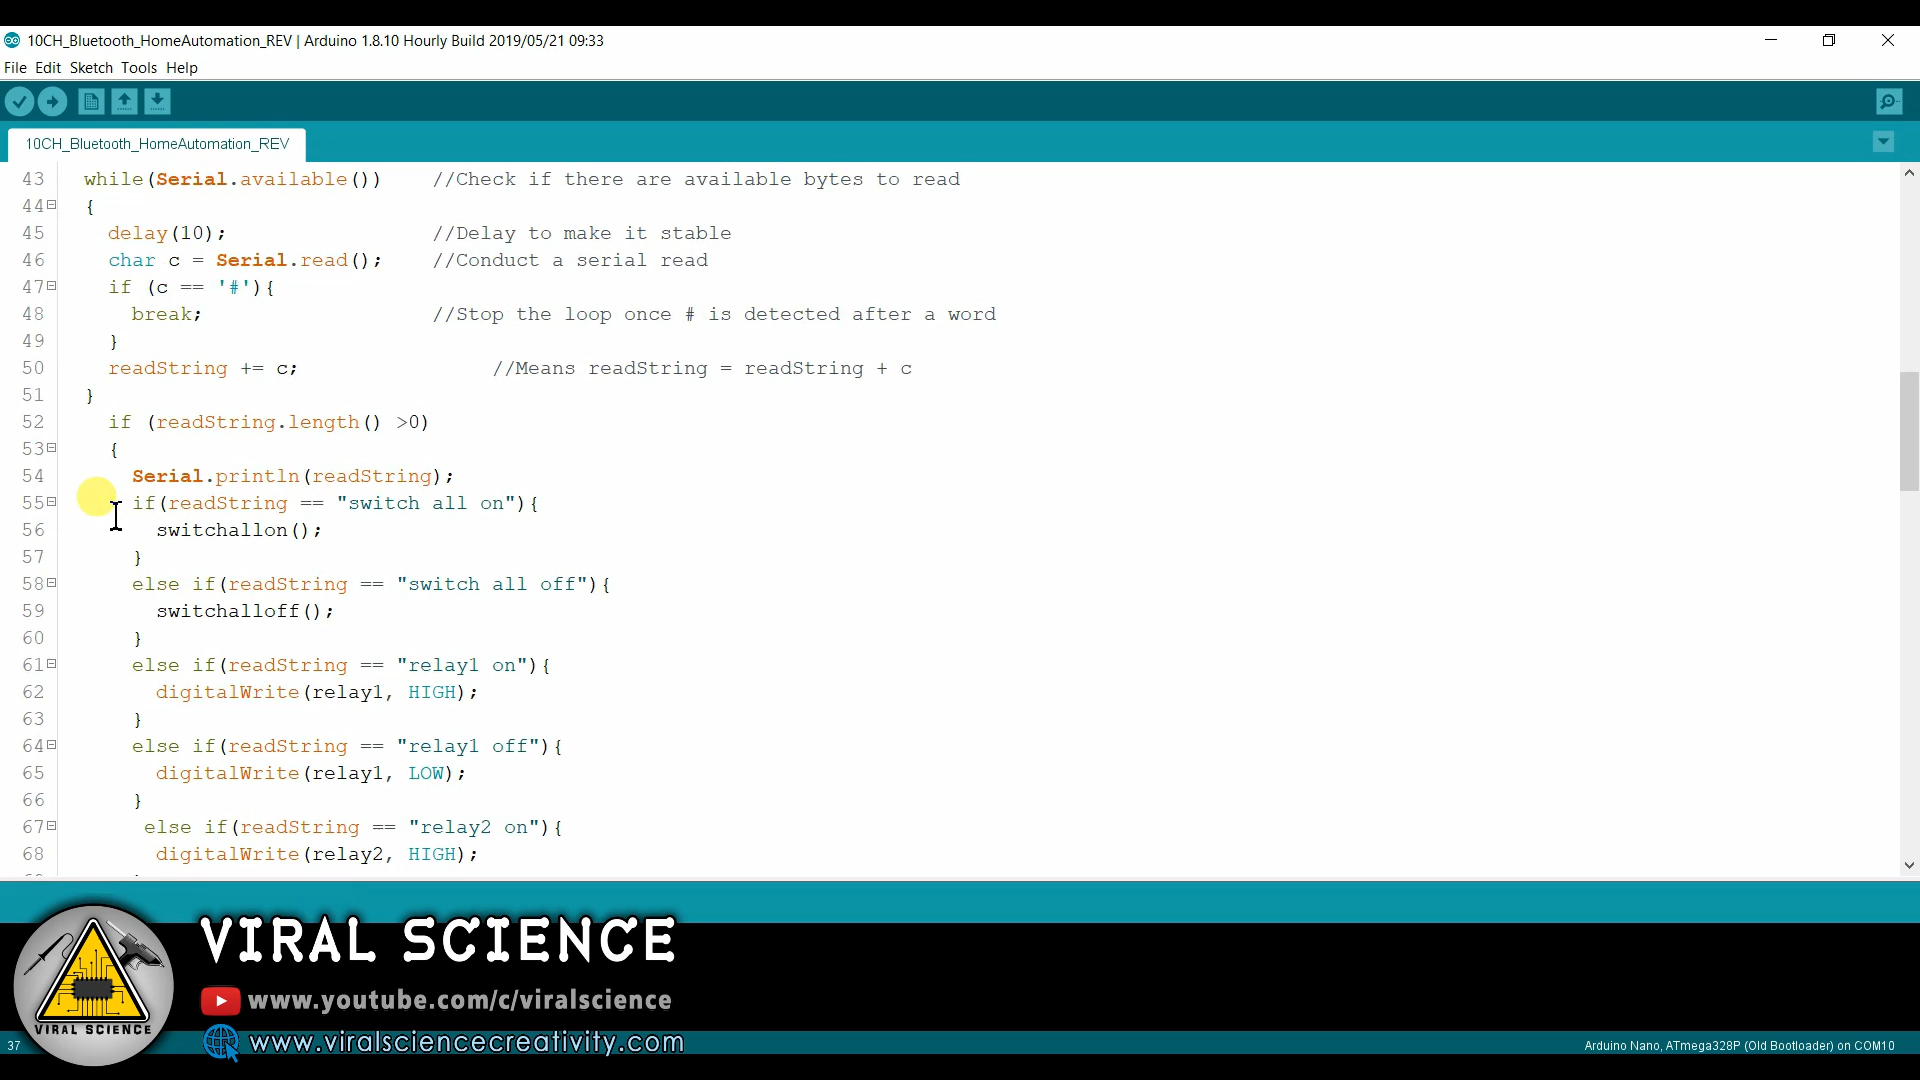 10CH_Bluetooth_HomeAutomation_REV | Arduino 1.8.10 Hourly Build 2019/05/21 09:33
File Edit Sketch Tools Help
10CH_Bluetooth_HomeAutomation_REV
43 while(Serial.available()) //Check if there are available bytes to read
44 {
45 delay(10); //Delay to make it stable
46 char c = Serial.read(); //Conduct a serial read
47 if (c == '#'){
48 break; //Stop the loop once # is detected after a word
49 }
50 readString += c; //Means readString = readString + c
51 }
52 if (readString.length() >0)
53 {
54 Serial.println(readString);
55 if(readString == "switch all on"){
56 switchallon();
57 }
58 else if(readString == "switch all off"){
59 switchalloff();
60 }
61 else if(readString == "relay1 on"){
62 digitalWrite(relay1, HIGH);
63 }
64 else if(readString == "relay1 off"){
65 digitalWrite(relay1, LOW);
66 }
67 else if(readString == "relay2 on"){
68 digitalWrite(relay2, HIGH);
VIRAL SCIENCE
www.youtube.com/c/viralscience
VIRAL SCIENCE
www.viralsciencecreativity.com
37
Arduino Nano, ATmega328P (Old Bootloader) on COM10